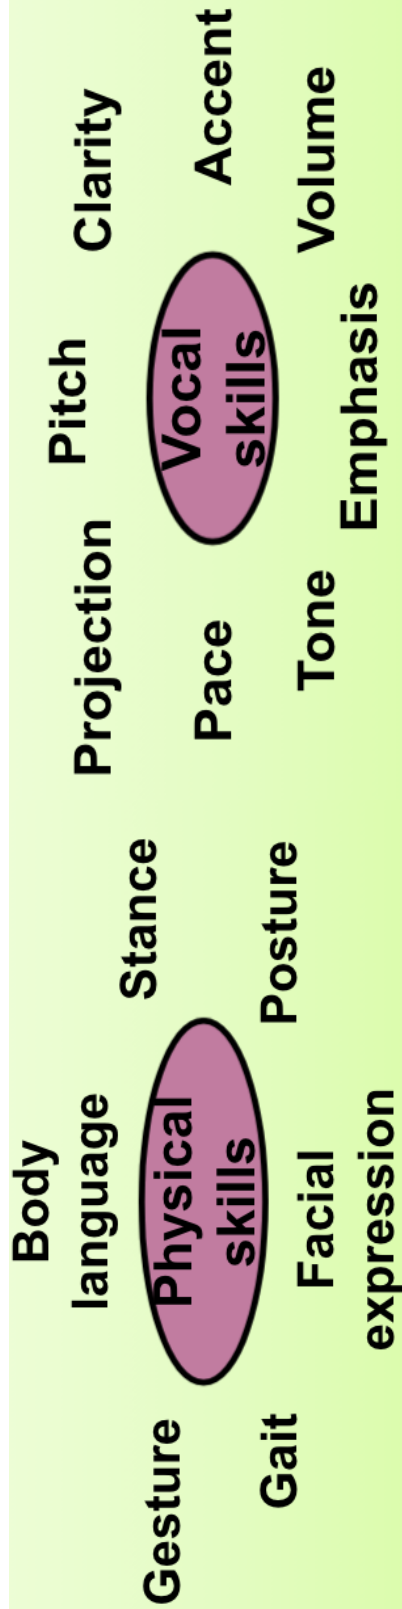 Body
language
Gesture
Stance
Physical
skills
Gait
Posture
Facial
expression
Pitch
Projection
Clarity
Vocal
skills
Pace
Accent
Tone
Volume
Emphasis